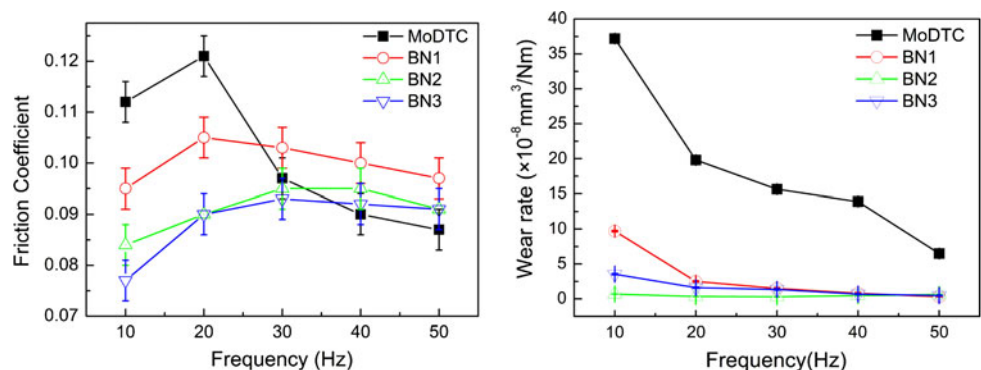 Friction Coefficient
0.12
0.11
0.10
0.09
0.08
0.07
MoDTC
BN1
BN2
BN3
10 20 30 40 50
Frequency (Hz)
Wear rate (×10⁻⁸mm³/Nm)
40
35
30
25
20
15
10
5
0
MoDTC
BN1
BN2
BN3
10 20 30 40 50
Frequency(Hz)